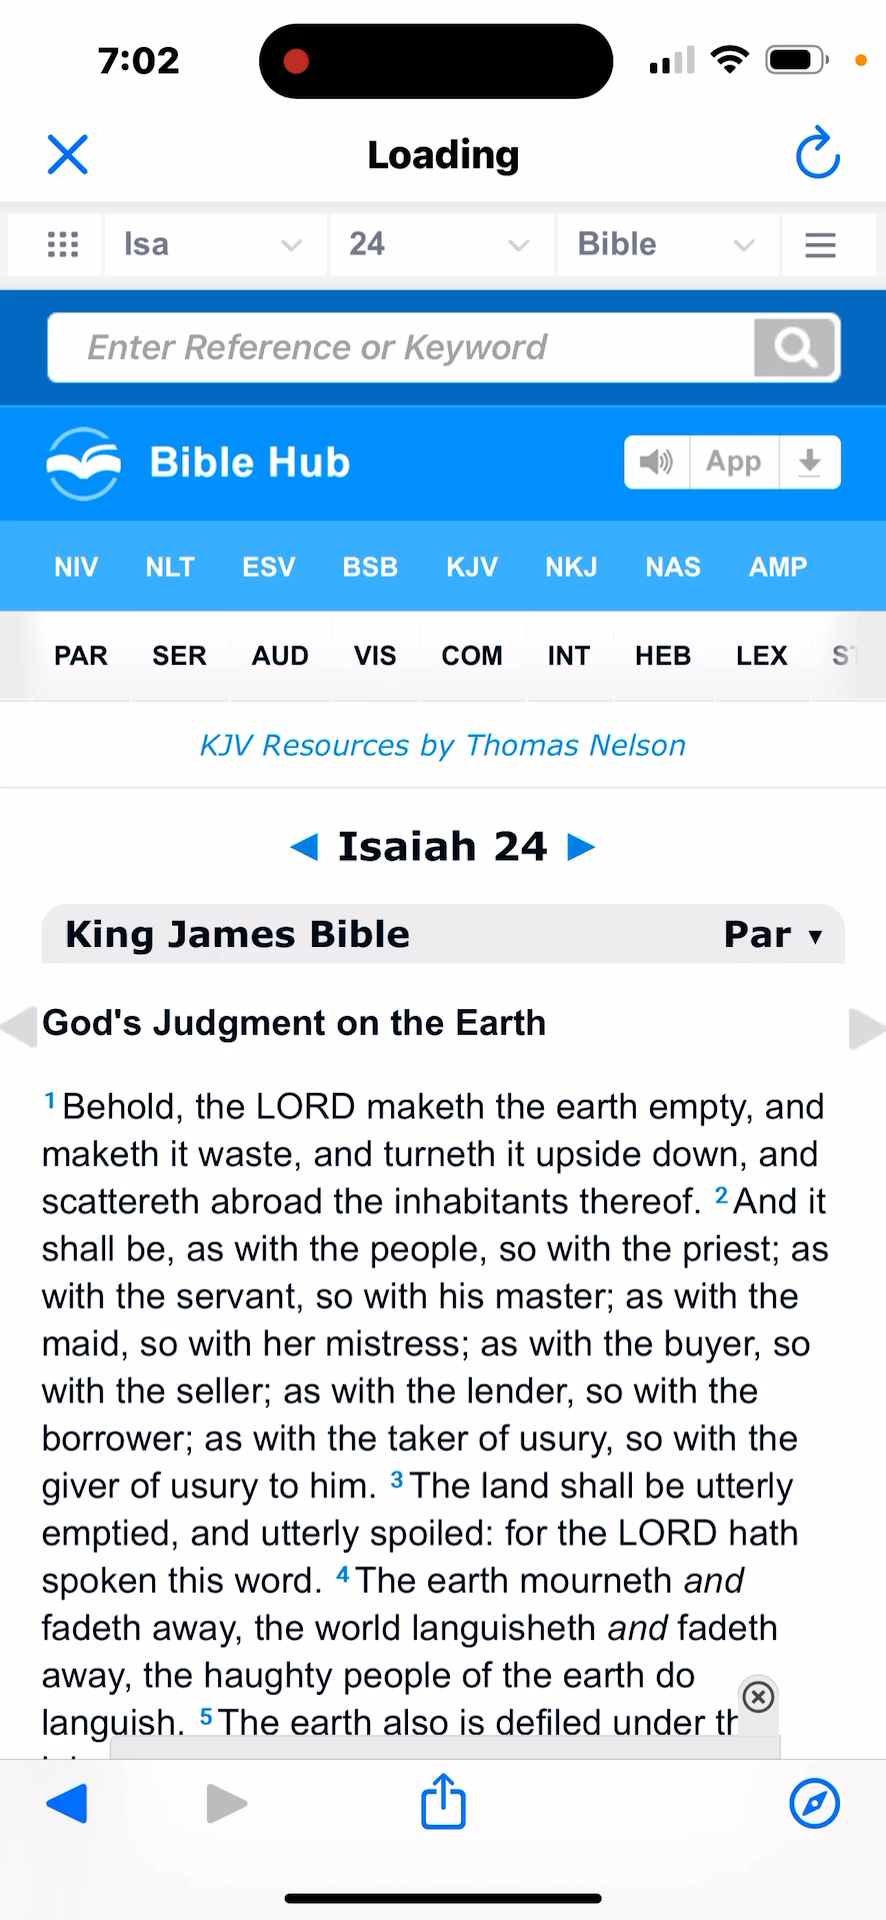 7:02
Loading
Isa 24 Bible
Enter Reference or Keyword
Bible Hub App
NIV NLT ESV BSB KJV NKJ NAS AMP
PAR SER AUD VIS COM INT HEB LEX
KJV Resources by Thomas Nelson
◀ Isaiah 24 ▶
King James Bible Par ▼
God's Judgment on the Earth
1 Behold, the LORD maketh the earth empty, and
maketh it waste, and turneth it upside down, and
scattereth abroad the inhabitants thereof. 2 And it
shall be, as with the people, so with the priest; as
with the servant, so with his master; as with the
maid, so with her mistress; as with the buyer, so
with the seller; as with the lender, so with the
borrower; as with the taker of usury, so with the
giver of usury to him. 3 The land shall be utterly
emptied, and utterly spoiled: for the LORD hath
spoken this word. 4 The earth mourneth and
fadeth away, the world languisheth and fadeth
away, the haughty people of the earth do
languish. 5 The earth also is defiled under